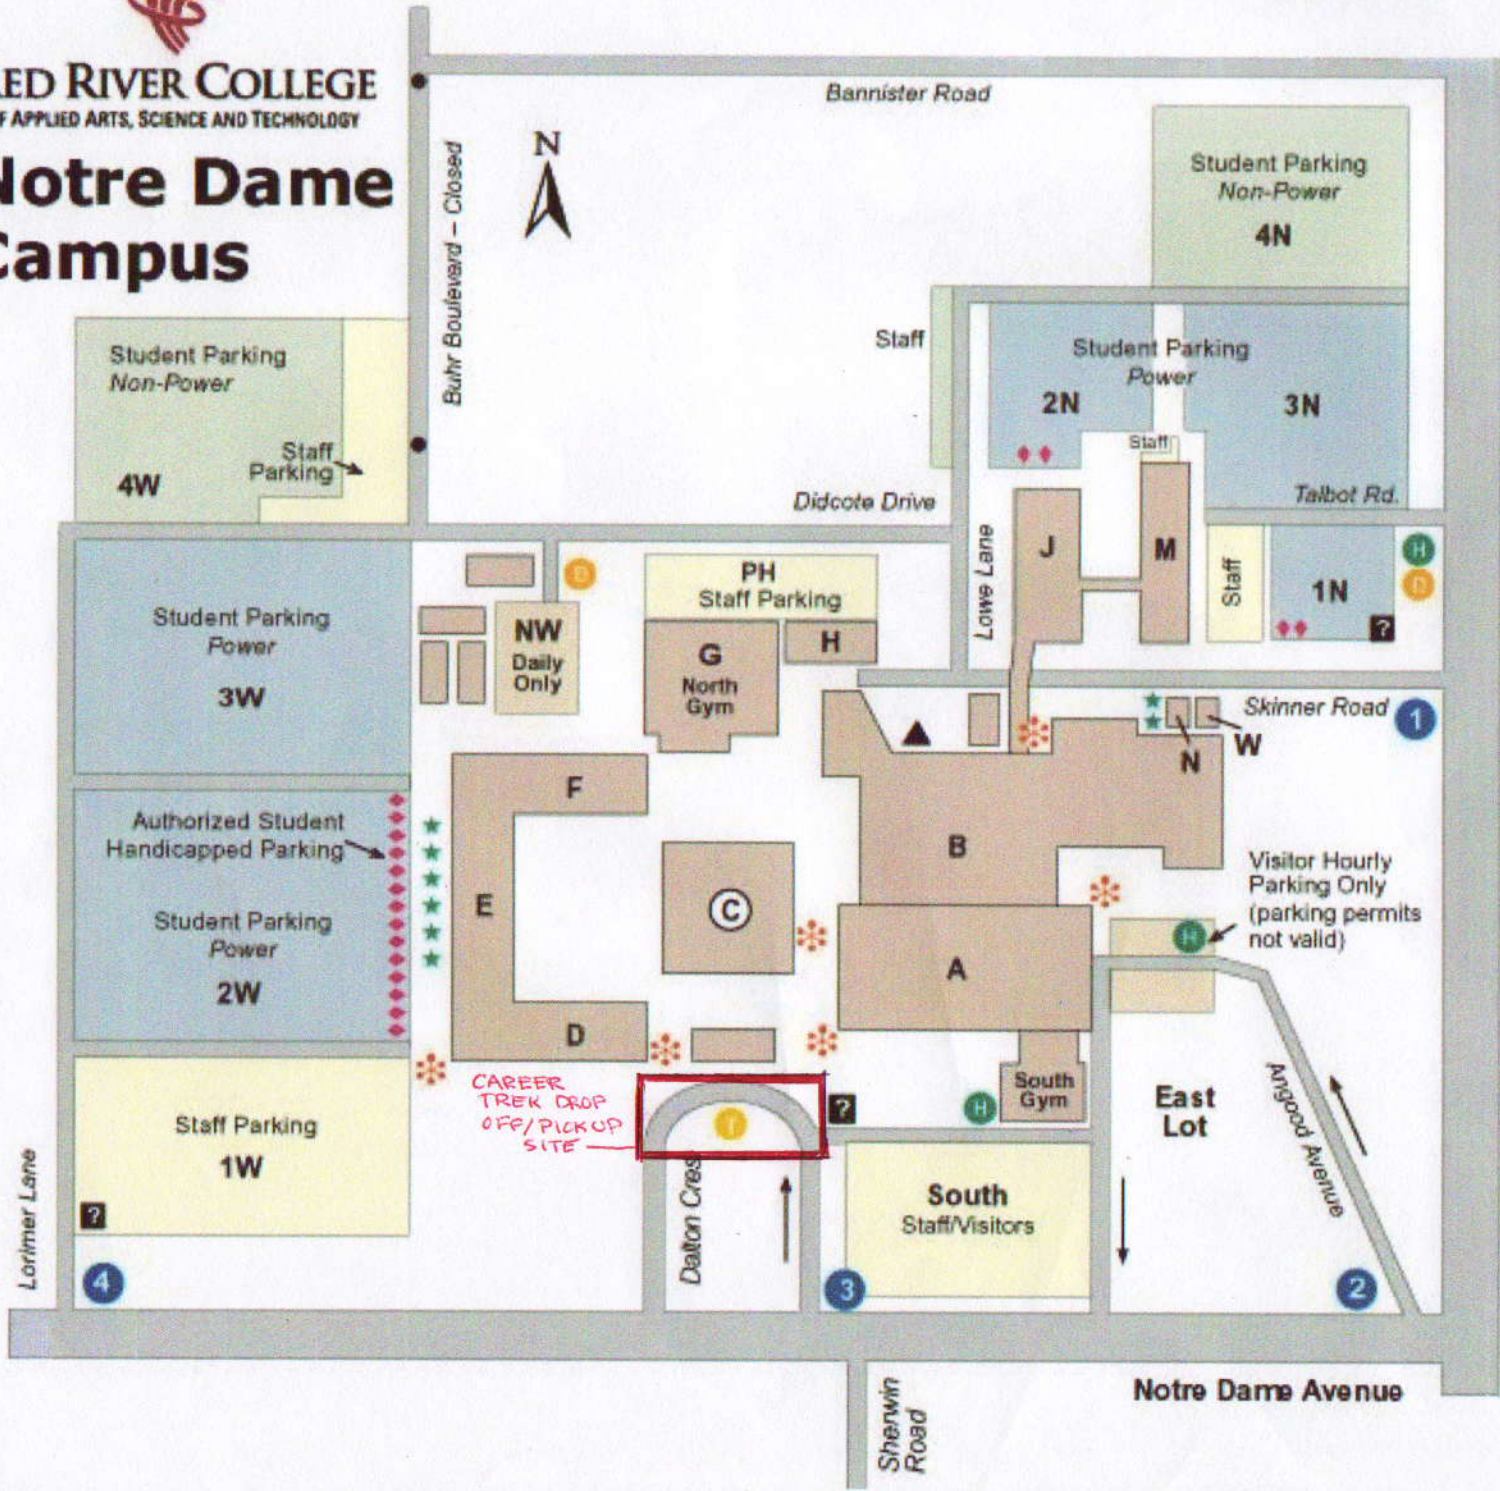 RED RIVER COLLEGE
OF APPLIED ARTS, SCIENCE AND TECHNOLOGY
Notre Dame
Campus
Buhr Boulevard – Closed
N
Bannister Road
Student Parking
Non-Power
4N
Staff
Student Parking
Power
2N
3N
Staff
Talbot Rd.
Student Parking
Non-Power
Staff
Parking
4W
Didcote Drive
Lowe Lane
J
M
Staff
1N
H
D
?
Student Parking
Power
3W
D
NW
Daily
Only
PH
Staff Parking
G
North
Gym
H
Skinner Road
1
N
W
Authorized Student
Handicapped Parking
Student Parking
Power
2W
F
E
D
C
B
A
Visitor Hourly
Parking Only
(parking permits
not valid)
H
South
Gym
H
?
East
Lot
Angood Avenue
CAREER
TREK DROP
OFF/PICKUP
SITE
Staff Parking
1W
?
Lorimer Lane
4
Dalton Cres
South
Staff/Visitors
3
2
Notre Dame Avenue
Sherwin
Road